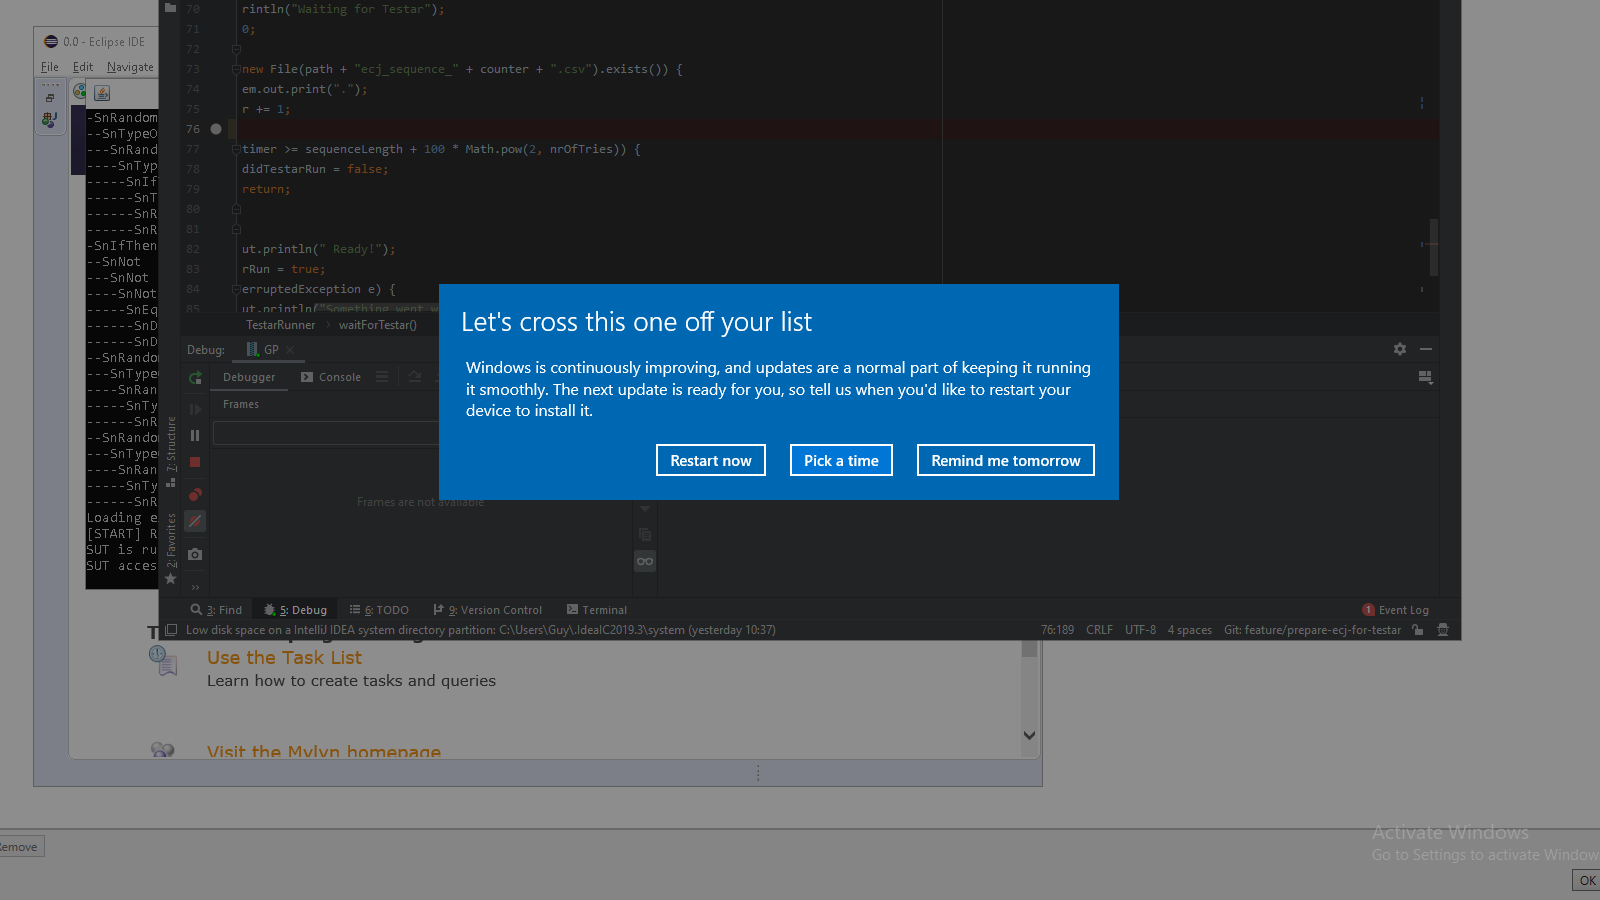 0.0 - Eclipse IDE
File Edit Navigate
-SnRandom
--SnTypeO
---SnRand
----SnTyp
-----SnIf
------SnT
------SnR
------SnR
-SnIfThen
--SnNot
---SnNot
----SnNot
-----SnEq
------SnD
------SnD
--SnRando
---SnType
----SnRan
-----SnTy
------SnR
--SnRando
---SnType
----SnRan
-----SnTy
------SnR
Loading e
[START] R
SUT is ru
SUT acces
70 rintln("Waiting for Testar");
71 0;
72
73 new File(path + "ecj_sequence_" + counter + ".csv").exists()) {
74 em.out.print(".");
75 r += 1;
76
77 timer >= sequenceLength + 100 * Math.pow(2, nrOfTries)) {
78 didTestarRun = false;
79 return;
80
81
82 ut.println(" Ready!");
83 rRun = true;
84 erruptedException e) {
85 ut.println("Something went w
TestarRunner > waitForTestar()
Debug: GP
Debugger Console
Frames
Frames are not available
7: Structure
2: Favorites
Let's cross this one off your list
Windows is continuously improving, and updates are a normal part of keeping it running
it smoothly. The next update is ready for you, so tell us when you'd like to restart your
device to install it.
Restart now Pick a time Remind me tomorrow
3: Find 5: Debug 6: TODO 9: Version Control Terminal 1 Event Log
Low disk space on a IntelliJ IDEA system directory partition: C:\Users\Guy\.IdeaIC2019.3\system (yesterday 10:37) 76:189 CRLF UTF-8 4 spaces Git: feature/prepare-ecj-for-testar
Use the Task List
Learn how to create tasks and queries
Visit the Mylyn homepage
Remove
Activate Windows
Go to Settings to activate Window
OK